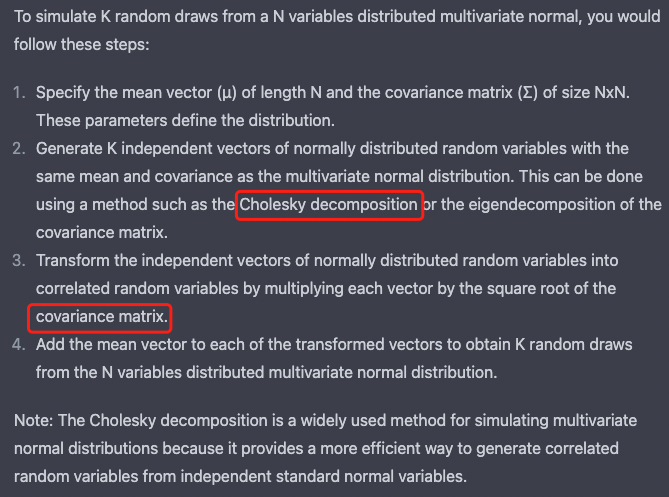 To simulate K random draws from a N variables distributed multivariate normal, you would
follow these steps:
1. Specify the mean vector (μ) of length N and the covariance matrix (Σ) of size NxN.
These parameters define the distribution.
2. Generate K independent vectors of normally distributed random variables with the
same mean and covariance as the multivariate normal distribution. This can be done
using a method such as the Cholesky decomposition or the eigendecomposition of the
covariance matrix.
3. Transform the independent vectors of normally distributed random variables into
correlated random variables by multiplying each vector by the square root of the
covariance matrix.
4. Add the mean vector to each of the transformed vectors to obtain K random draws
from the N variables distributed multivariate normal distribution.
Note: The Cholesky decomposition is a widely used method for simulating multivariate
normal distributions because it provides a more efficient way to generate correlated
random variables from independent standard normal variables.